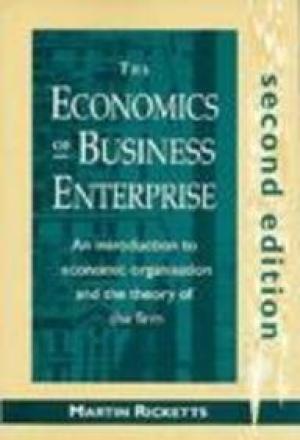 THE
ECONOMICS
OF BUSINESS
ENTERPRISE
An introduction to
economic organisation
and the theory of
the firm
second edition
MARTIN RICKETTS